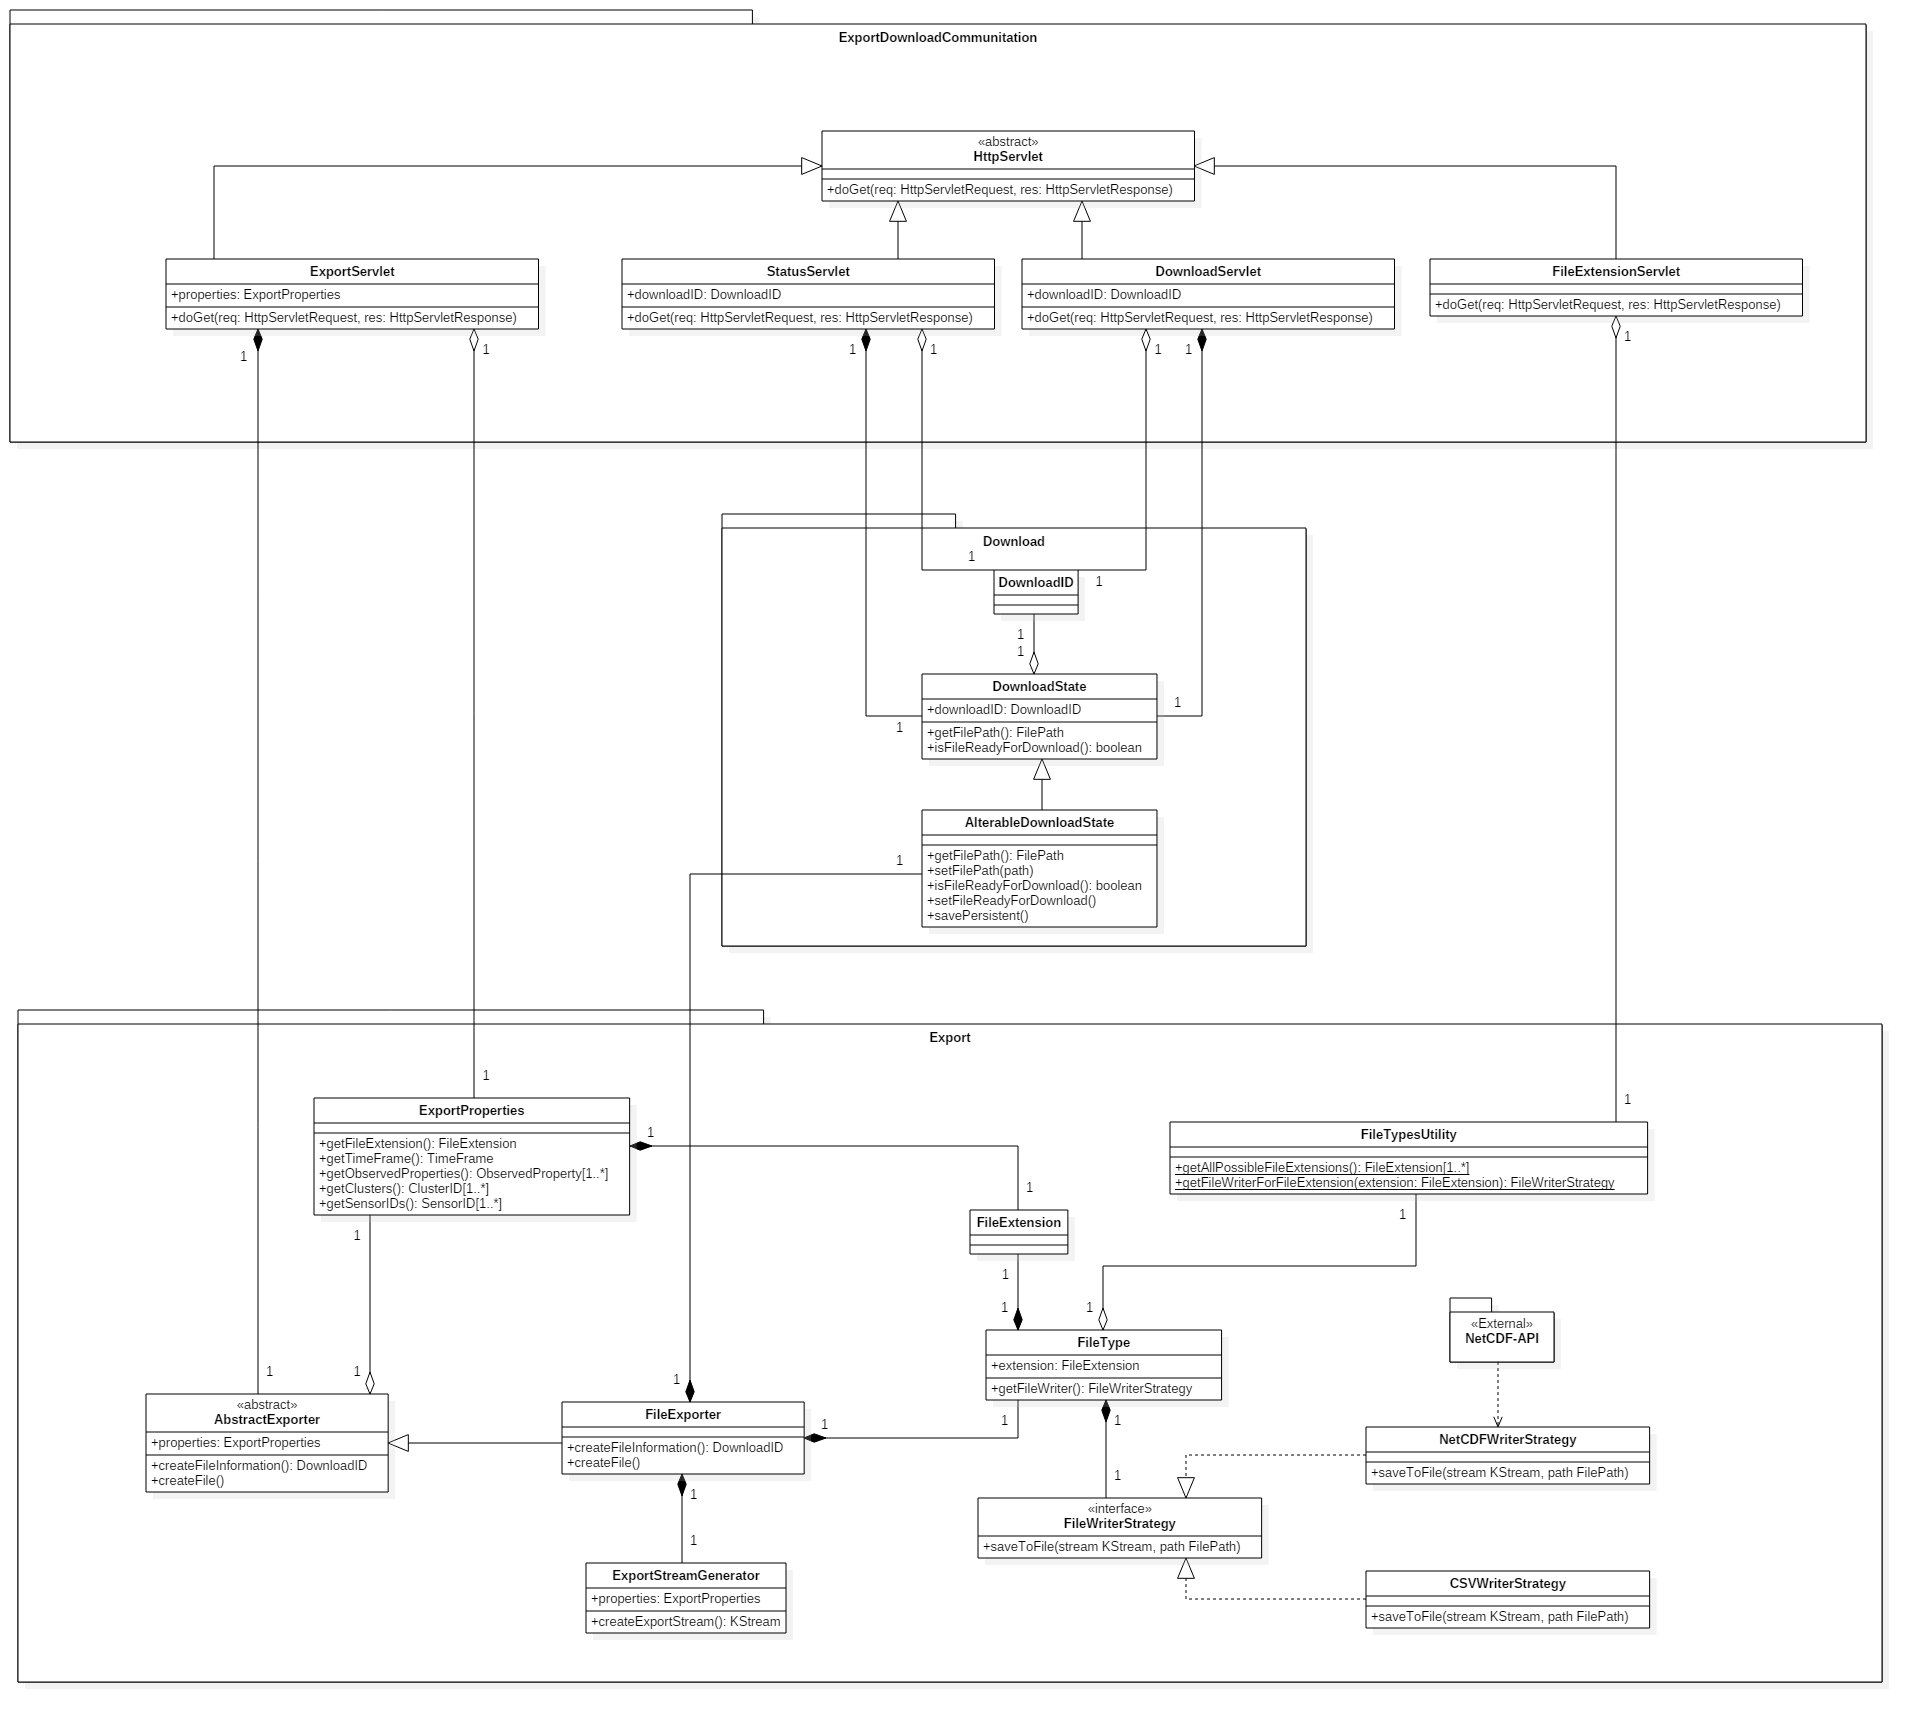 ExportDownloadCommunitation
«abstract»
HttpServlet
+doGet(req: HttpServletRequest, res: HttpServletResponse)
ExportServlet
+properties: ExportProperties
+doGet(req: HttpServletRequest, res: HttpServletResponse)
StatusServlet
+downloadID: DownloadID
+doGet(req: HttpServletRequest, res: HttpServletResponse)
DownloadServlet
+downloadID: DownloadID
+doGet(req: HttpServletRequest, res: HttpServletResponse)
FileExtensionServlet
+doGet(req: HttpServletRequest, res: HttpServletResponse)
1
1
1
1
1
1
1
Download
1
DownloadID
1
1
1
DownloadState
+downloadID: DownloadID
+getFilePath(): FilePath
+isFileReadyForDownload(): boolean
1
1
AlterableDownloadState
+getFilePath(): FilePath
+setFilePath(path)
+isFileReadyForDownload(): boolean
+setFileReadyForDownload()
+savePersistent()
1
Export
1
1
ExportProperties
+getFileExtension(): FileExtension
+getTimeFrame(): TimeFrame
+getObservedProperties(): ObservedProperty[1..*]
+getClusters(): ClusterID[1..*]
+getSensorIDs(): SensorID[1..*]
1
1
FileTypesUtility
+getAllPossibleFileExtensions(): FileExtension[1..*]
+getFileWriterForFileExtension(extension: FileExtension): FileWriterStrategy
1
FileExtension
1
1
1
1
«External»
NetCDF-API
FileType
+extension: FileExtension
+getFileWriter(): FileWriterStrategy
1
1
1
«abstract»
AbstractExporter
+properties: ExportProperties
+createFileInformation(): DownloadID
+createFile()
1
FileExporter
+createFileInformation(): DownloadID
+createFile()
1
1
1
NetCDFWriterStrategy
+saveToFile(stream KStream, path FilePath)
1
1
«interface»
FileWriterStrategy
+saveToFile(stream KStream, path FilePath)
1
ExportStreamGenerator
+properties: ExportProperties
+createExportStream(): KStream
CSVWriterStrategy
+saveToFile(stream KStream, path FilePath)